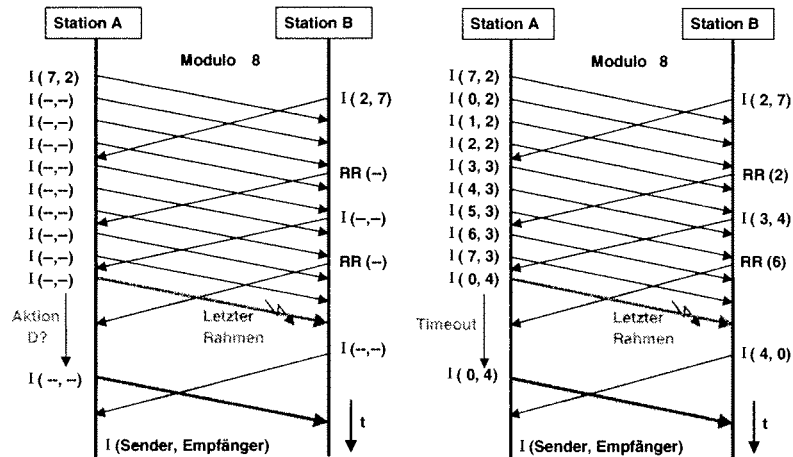 Station A
Station B
Modulo 8
I ( 7, 2)
I (--,--)
I (--,--)
I (--,--)
I (--,--)
I (--,--)
I (--,--)
I (--,--)
I (--,--)
I (--,--)
Aktion
D?
I (--, --)
I ( 2, 7)
RR (--)
I (--,--)
RR (--)
Letzter
Rahmen
I (--,--)
t
I (Sender, Empfänger)
Station A
Station B
Modulo 8
I ( 7, 2)
I ( 0, 2)
I ( 1, 2)
I ( 2, 2)
I ( 3, 3)
I ( 4, 3)
I ( 5, 3)
I ( 6, 3)
I ( 7, 3)
I ( 0, 4)
Timeout
I ( 0, 4)
I ( 2, 7)
RR (2)
I ( 3, 4)
RR (6)
Letzter
Rahmen
I ( 4, 0)
t
I (Sender, Empfänger)